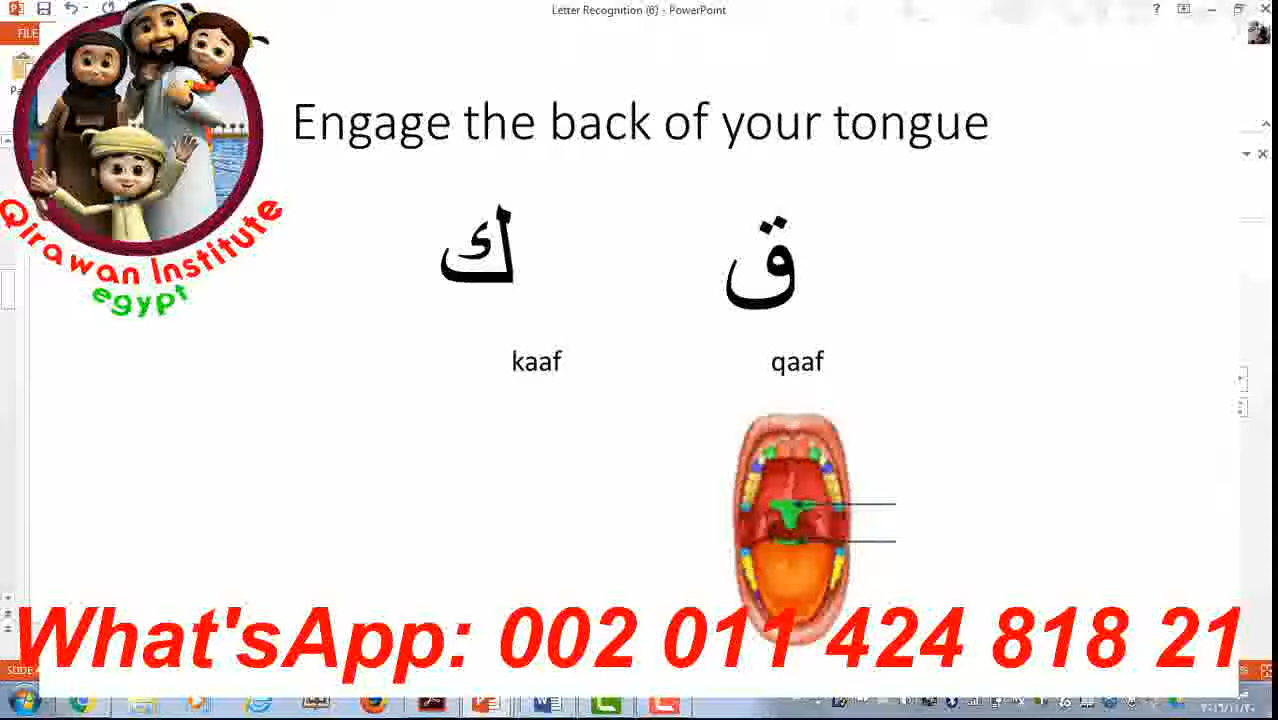 Letter Recognition (6) - PowerPoint
FILE
Engage the back of your tongue
ك ق
kaaf qaaf
Qirawan Institute
egypt
What'sApp: 002 011 424 818 21